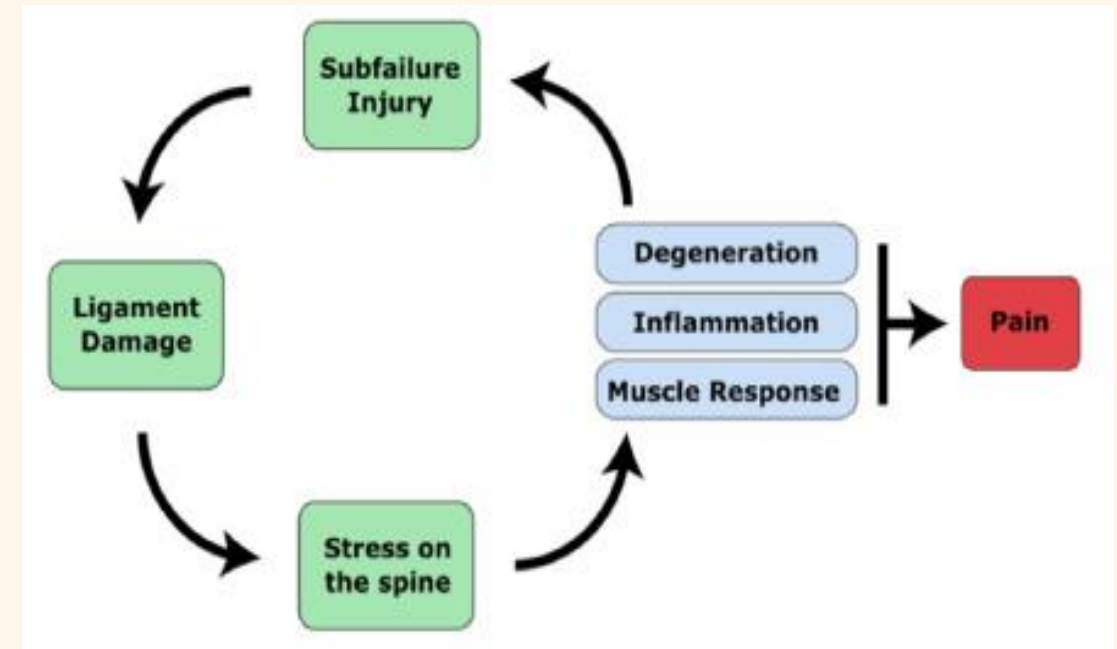 Subfailure
Injury
Ligament
Damage
Stress on
the spine
Degeneration
Inflammation
Muscle Response
Pain